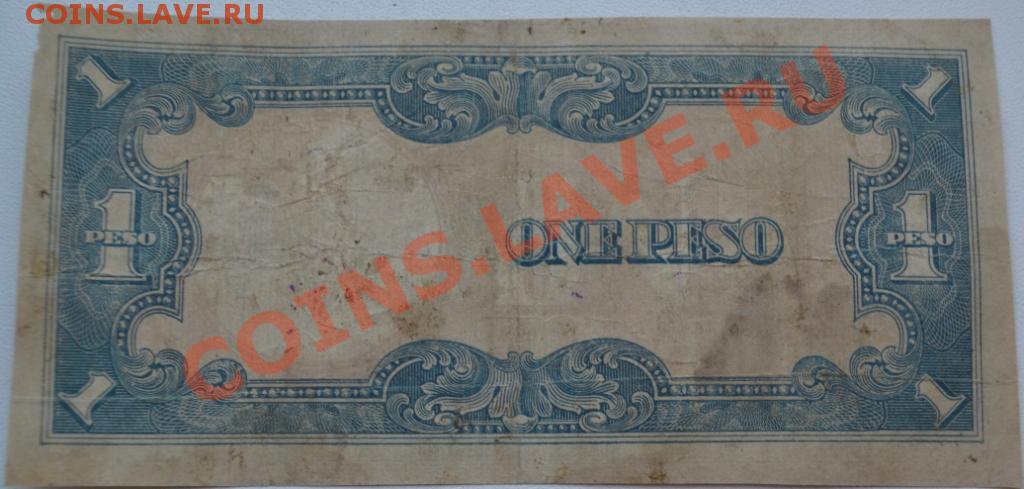 COINS.LAVE.RU
1 1
1 PESO ONE PESO 1 PESO
COINS.LAVE.RU
1 1